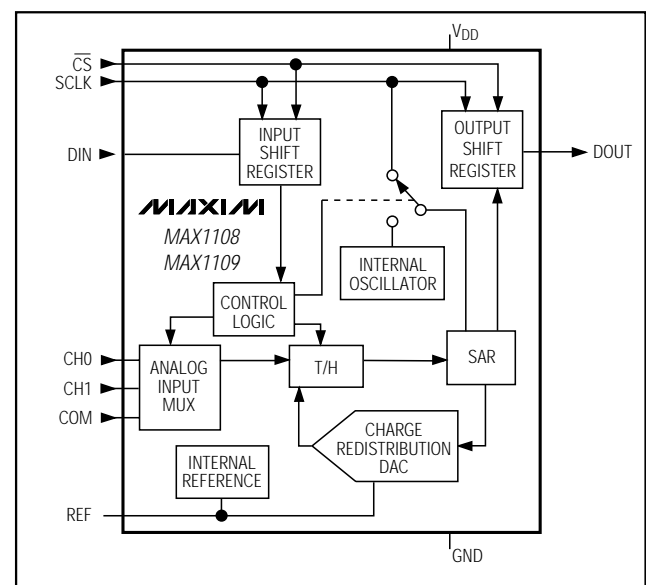 VDD
CS
SCLK
DIN
INPUT
SHIFT
REGISTER
OUTPUT
SHIFT
REGISTER
DOUT
MAXIM
MAX1108
MAX1109
INTERNAL
OSCILLATOR
CONTROL
LOGIC
CH0
CH1
COM
ANALOG
INPUT
MUX
T/H
SAR
CHARGE
REDISTRIBUTION
DAC
INTERNAL
REFERENCE
REF
GND